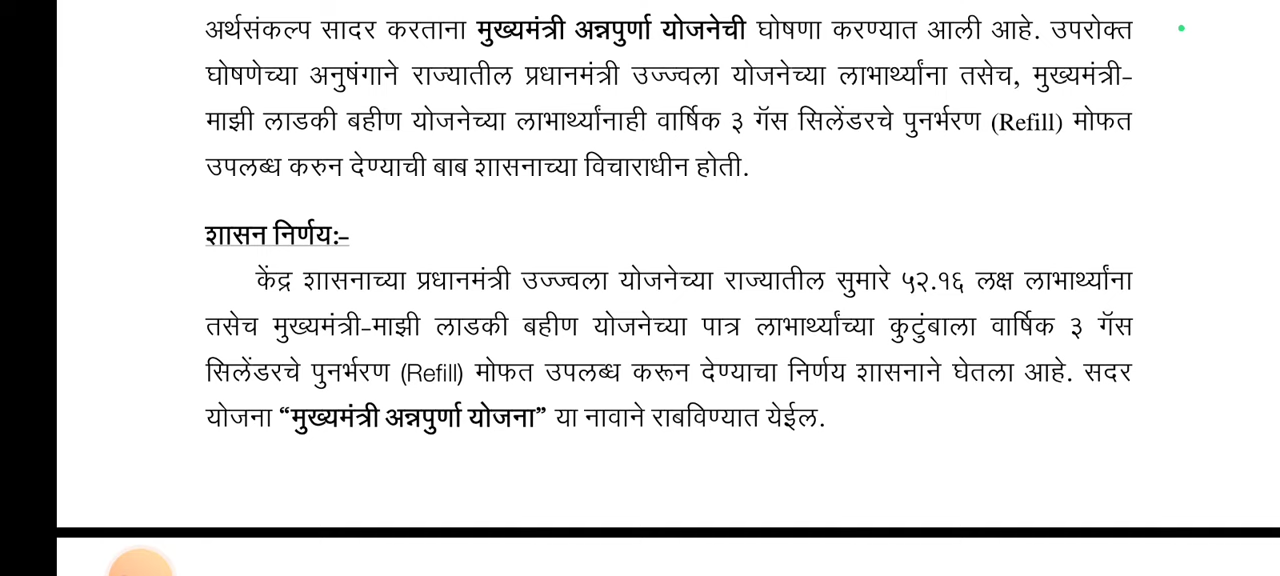 अर्थसंकल्प सादर करताना मुख्यमंत्री अन्नपुर्णा योजनेची घोषणा करण्यात आली आहे. उपरोक्त
घोषणेच्या अनुषंगाने राज्यातील प्रधानमंत्री उज्ज्वला योजनेच्या लाभार्थ्यांना तसेच, मुख्यमंत्री-
माझी लाडकी बहीण योजनेच्या लाभार्थ्यांनाही वार्षिक ३ गॅस सिलेंडरचे पुनर्भरण (Refill) मोफत
उपलब्ध करुन देण्याची बाब शासनाच्या विचाराधीन होती.
शासन निर्णय:-
केंद्र शासनाच्या प्रधानमंत्री उज्ज्वला योजनेच्या राज्यातील सुमारे ५२.१६ लक्ष लाभार्थ्यांना
तसेच मुख्यमंत्री-माझी लाडकी बहीण योजनेच्या पात्र लाभार्थ्यांच्या कुटुंबाला वार्षिक ३ गॅस
सिलेंडरचे पुनर्भरण (Refill) मोफत उपलब्ध करून देण्याचा निर्णय शासनाने घेतला आहे. सदर
योजना “मुख्यमंत्री अन्नपुर्णा योजना” या नावाने राबविण्यात येईल.